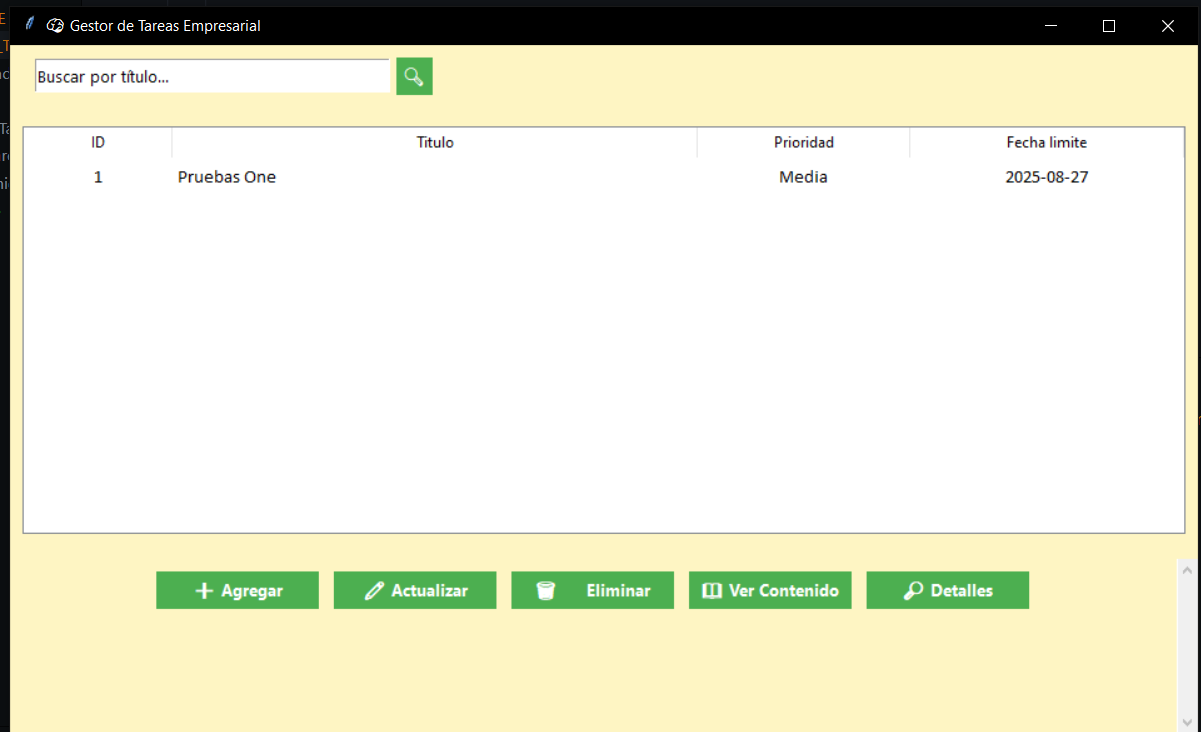 Gestor de Tareas Empresarial
Buscar por título...
ID Titulo Prioridad Fecha limite
1 Pruebas One Media 2025-08-27
Agregar Actualizar Eliminar Ver Contenido Detalles